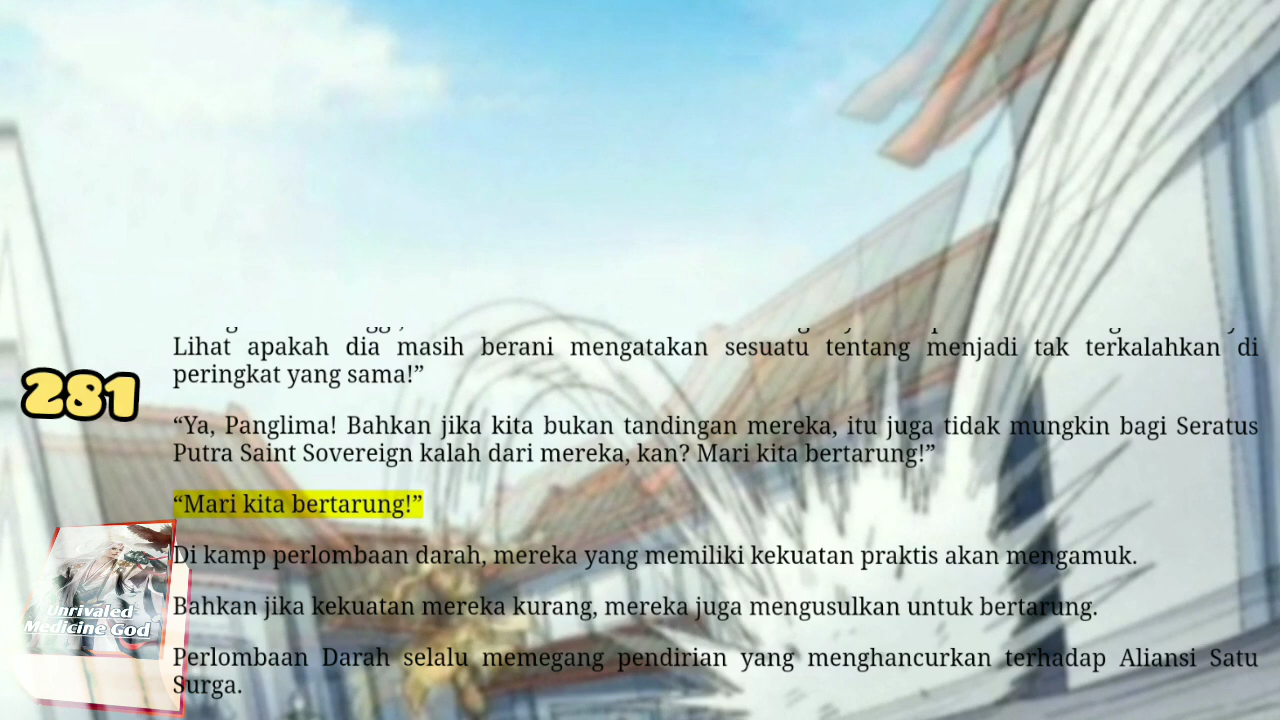 Lihat apakah dia masih berani mengatakan sesuatu tentang menjadi tak terkalahkan di
peringkat yang sama!”
281
“Ya, Panglima! Bahkan jika kita bukan tandingan mereka, itu juga tidak mungkin bagi Seratus
Putra Saint Sovereign kalah dari mereka, kan? Mari kita bertarung!”
“Mari kita bertarung!”
Di kamp perlombaan darah, mereka yang memiliki kekuatan praktis akan mengamuk.
Bahkan jika kekuatan mereka kurang, mereka juga mengusulkan untuk bertarung.
Unrivaled
Medicine God
Perlombaan Darah selalu memegang pendirian yang menghancurkan terhadap Aliansi Satu
Surga.